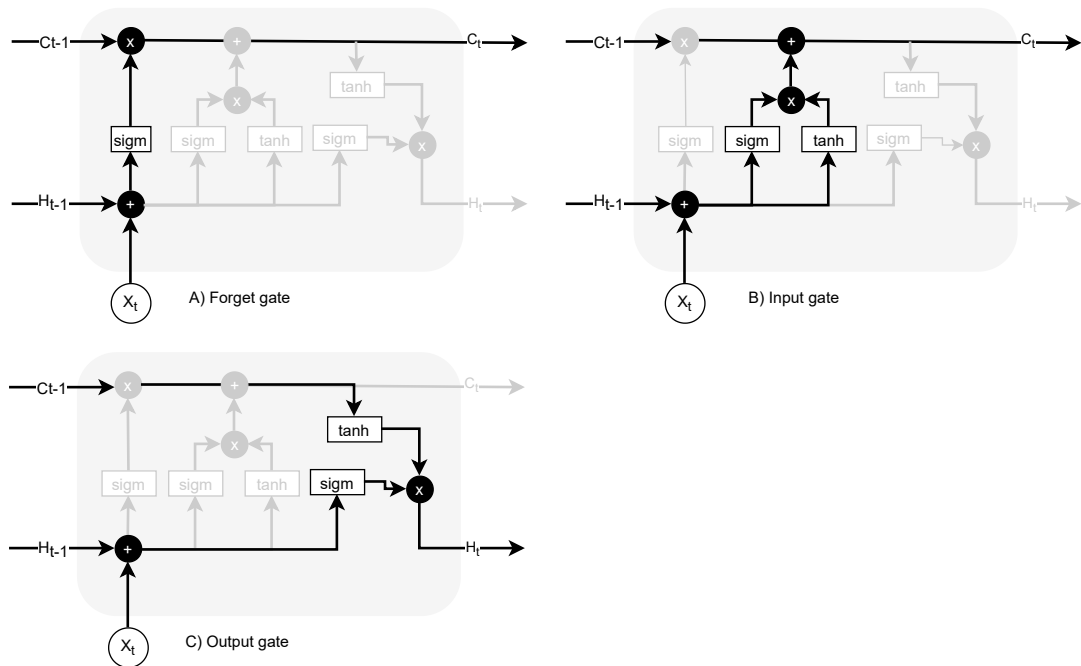 Ct-1
x
+
Ct
tanh
x
sigm
sigm
tanh
sigm
x
Ht-1
+
Ht
Xt
A) Forget gate
Ct-1
x
+
Ct
tanh
x
sigm
sigm
tanh
sigm
x
Ht-1
+
Ht
Xt
B) Input gate
Ct-1
x
+
Ct
tanh
x
sigm
sigm
tanh
sigm
x
Ht-1
+
Ht
Xt
C) Output gate